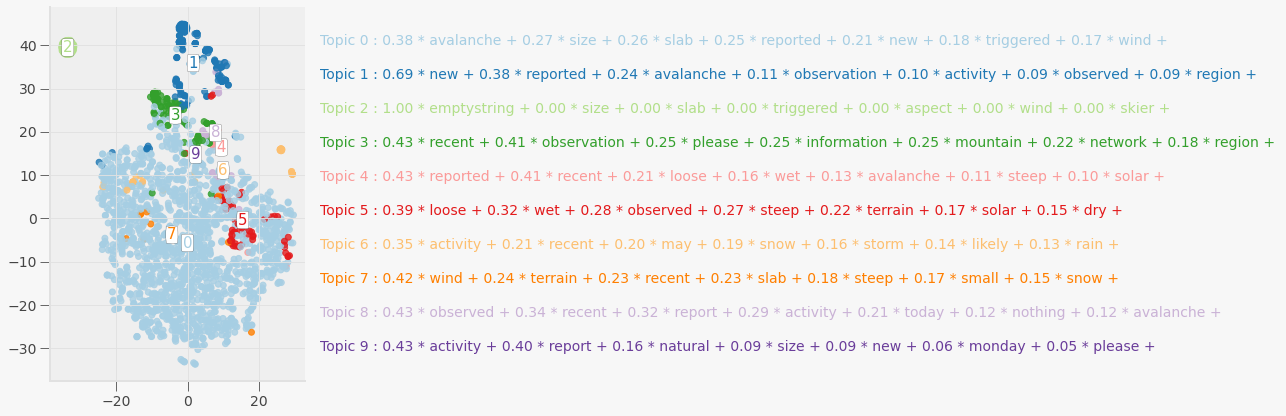 40
30
20
10
0
−10
−20
−30
−20 0 20
2
1
3
8
4
9
6
5
7
0
Topic 0 : 0.38 * avalanche + 0.27 * size + 0.26 * slab + 0.25 * reported + 0.21 * new + 0.18 * triggered + 0.17 * wind +
Topic 1 : 0.69 * new + 0.38 * reported + 0.24 * avalanche + 0.11 * observation + 0.10 * activity + 0.09 * observed + 0.09 * region +
Topic 2 : 1.00 * emptystring + 0.00 * size + 0.00 * slab + 0.00 * triggered + 0.00 * aspect + 0.00 * wind + 0.00 * skier +
Topic 3 : 0.43 * recent + 0.41 * observation + 0.25 * please + 0.25 * information + 0.25 * mountain + 0.22 * network + 0.18 * region +
Topic 4 : 0.43 * reported + 0.41 * recent + 0.21 * loose + 0.16 * wet + 0.13 * avalanche + 0.11 * steep + 0.10 * solar +
Topic 5 : 0.39 * loose + 0.32 * wet + 0.28 * observed + 0.27 * steep + 0.22 * terrain + 0.17 * solar + 0.15 * dry +
Topic 6 : 0.35 * activity + 0.21 * recent + 0.20 * may + 0.19 * snow + 0.16 * storm + 0.14 * likely + 0.13 * rain +
Topic 7 : 0.42 * wind + 0.24 * terrain + 0.23 * recent + 0.23 * slab + 0.18 * steep + 0.17 * small + 0.15 * snow +
Topic 8 : 0.43 * observed + 0.34 * recent + 0.32 * report + 0.29 * activity + 0.21 * today + 0.12 * nothing + 0.12 * avalanche +
Topic 9 : 0.43 * activity + 0.40 * report + 0.16 * natural + 0.09 * size + 0.09 * new + 0.06 * monday + 0.05 * please +